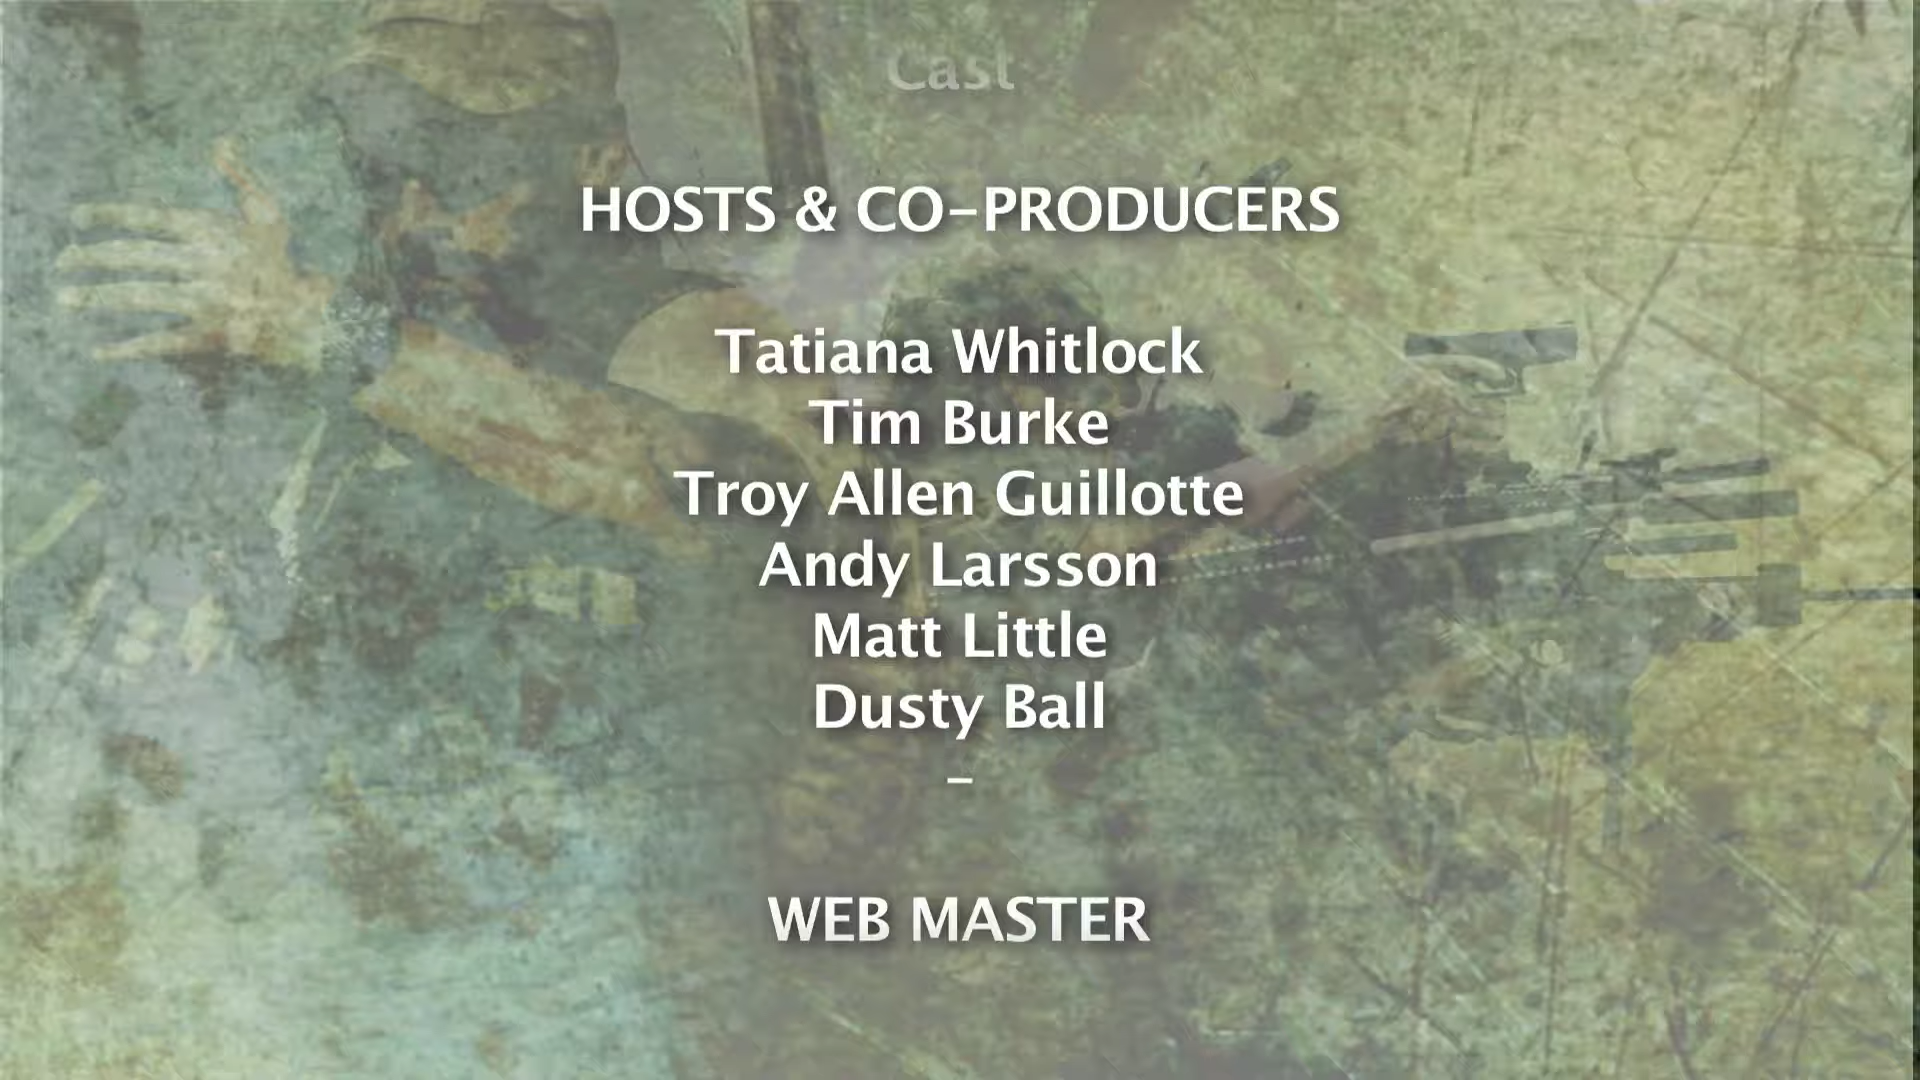 Cast
HOSTS & CO-PRODUCERS
Tatiana Whitlock
Tim Burke
Troy Allen Guillotte
Andy Larsson
Matt Little
Dusty Ball
-
WEB MASTER